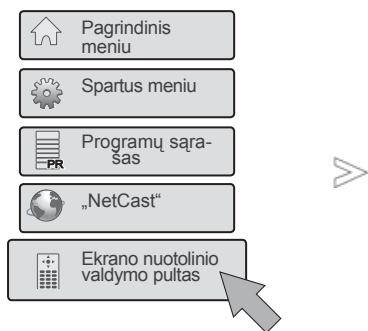 Pagrindinis
meniu
Spartus meniu
Programų sąra-
šas
PR
„NetCast“
Ekrano nuotolinio
valdymo pultas